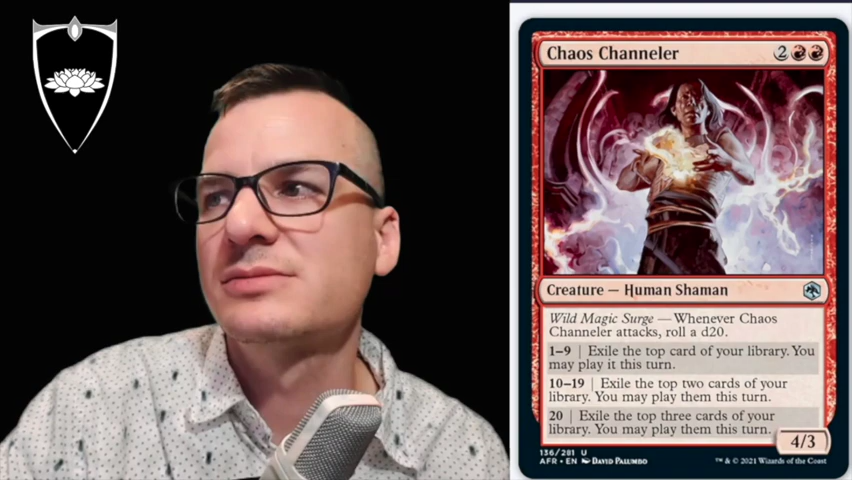 Chaos Channeler 2
Creature — Human Shaman
Wild Magic Surge — Whenever Chaos
Channeler attacks, roll a d20.
1–9 | Exile the top card of your library. You
may play it this turn.
10–19 | Exile the top two cards of your
library. You may play them this turn.
20 | Exile the top three cards of your
library. You may play them this turn.
4/3
136/281 U
AFR • EN David Palumbo ™ & © 2021 Wizards of the Coast